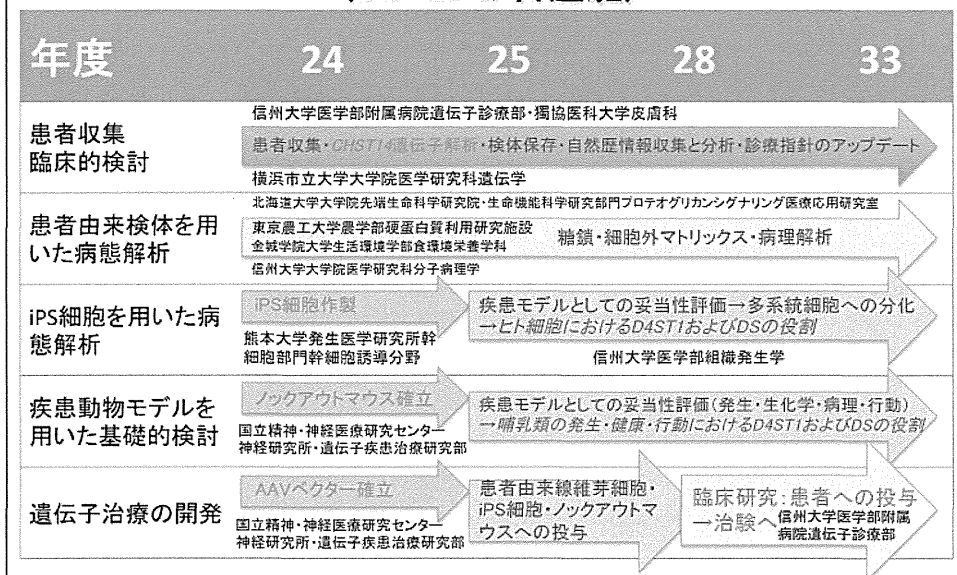 年度 24 25 28 33
患者収集
臨床的検討
信州大学医学部附属病院遺伝子診療部・獨協医科大学皮膚科
患者収集・CHST14遺伝子解析・検体保存・自然歴情報収集と分析・診療指針のアップデート
横浜市立大学大学院医学研究科遺伝学
患者由来検体を用
いた病態解析
北海道大学大学院先端生命科学研究院・生命機能科学研究部門プロテオグリカンシグナリング医療応用研究室
東京農工大学農学部硬蛋白質利用研究施設
金城学院大学生活環境学部食環境栄養学科
糖鎖・細胞外マトリックス・病理解析
信州大学大学院医学研究科分子病理学
iPS細胞を用いた病
態解析
iPS細胞作製
熊本大学発生医学研究所幹
細胞部門幹細胞誘導分野
疾患モデルとしての妥当性評価→多系統細胞への分化
→ヒト細胞におけるD4ST1およびDSの役割
信州大学医学部組織発生学
疾患動物モデルを
用いた基礎的検討
ノックアウトマウス確立
国立精神・神経医療研究センター
神経研究所・遺伝子疾患治療研究部
疾患モデルとしての妥当性評価(発生・生化学・病理・行動)
→哺乳類の発生・健康・行動におけるD4ST1およびDSの役割
遺伝子治療の開発
AAVベクター確立
国立精神・神経医療研究センター
神経研究所・遺伝子疾患治療研究部
患者由来線維芽細胞・
iPS細胞・ノックアウトマ
ウスへの投与
臨床研究:患者への投与
→治験へ
信州大学医学部附属
病院遺伝子診療部